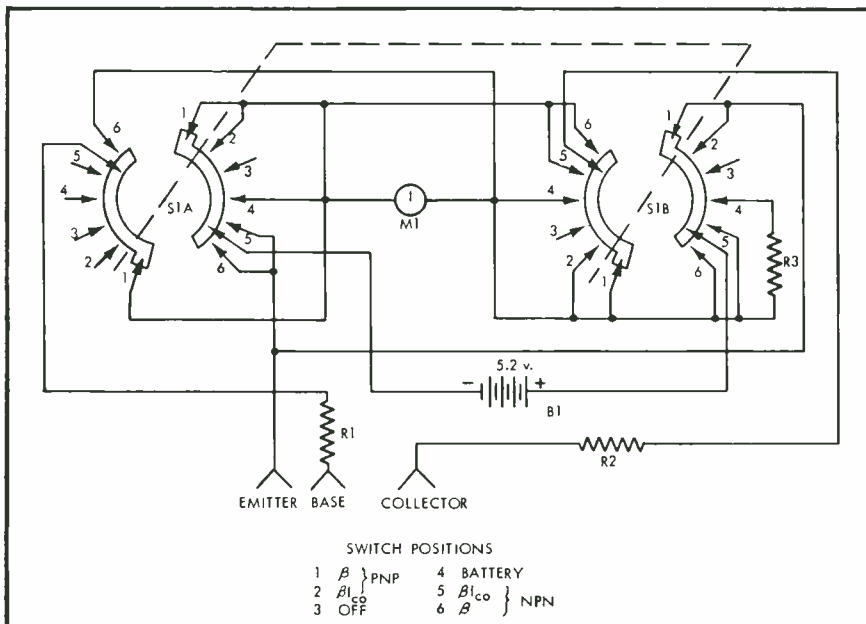 1 1
6 2 6 2
5 3 5 3
4 S1A 4 I 4 S1B 4
M1
3 5 3 5
2 6 2 6 R3
1 1
5.2 v.
− +
B1
R1
R2
EMITTER BASE COLLECTOR
SWITCH POSITIONS
1 β } PNP 4 BATTERY
2 βIco 5 βIco } NPN
3 OFF 6 β